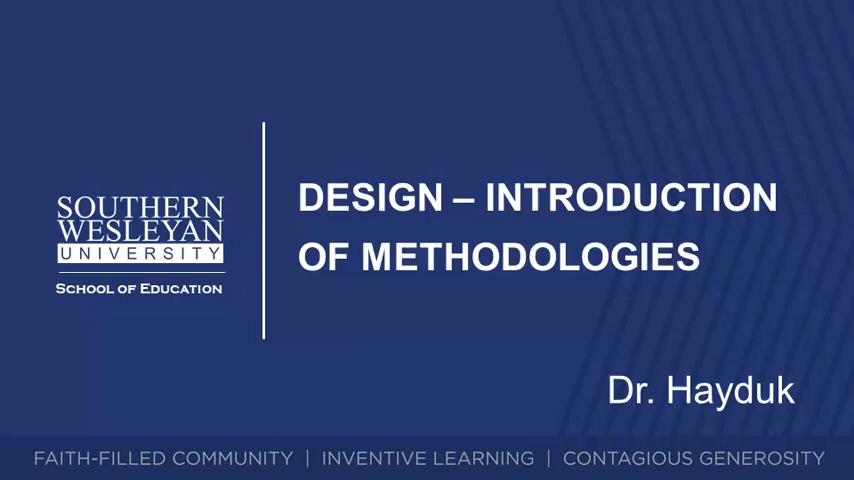 SOUTHERN
WESLEYAN
UNIVERSITY
SCHOOL OF EDUCATION
DESIGN – INTRODUCTION
OF METHODOLOGIES
Dr. Hayduk
FAITH-FILLED COMMUNITY | INVENTIVE LEARNING | CONTAGIOUS GENEROSITY